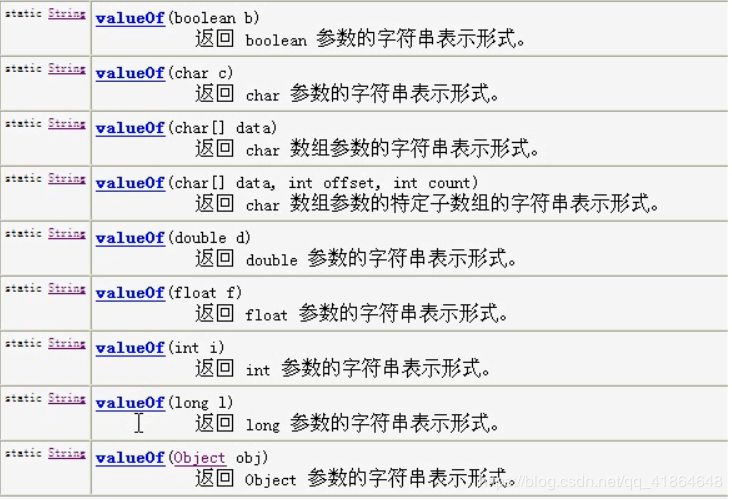 static String valueOf(boolean b)
返回 boolean 参数的字符串表示形式。
static String valueOf(char c)
返回 char 参数的字符串表示形式。
static String valueOf(char[] data)
返回 char 数组参数的字符串表示形式。
static String valueOf(char[] data, int offset, int count)
返回 char 数组参数的特定子数组的字符串表示形式。
static String valueOf(double d)
返回 double 参数的字符串表示形式。
static String valueOf(float f)
返回 float 参数的字符串表示形式。
static String valueOf(int i)
返回 int 参数的字符串表示形式。
static String valueOf(long l)
返回 long 参数的字符串表示形式。
static String valueOf(Object obj)
返回 Object 参数的字符串表示形式。
https://blog.csdn.net/qq_41864648